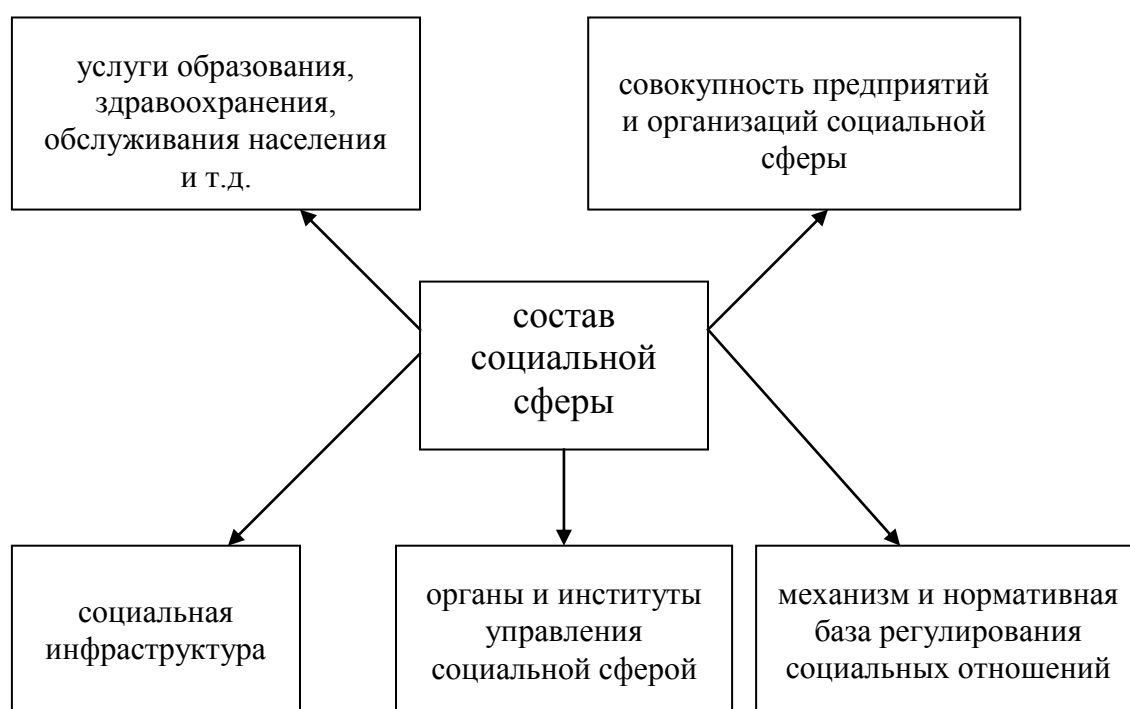 услуги образования,
здравоохранения,
обслуживания населения
и т.д.
совокупность предприятий
и организаций социальной
сферы
состав
социальной
сферы
социальная
инфраструктура
органы и институты
управления
социальной сферой
механизм и нормативная
база регулирования
социальных отношений